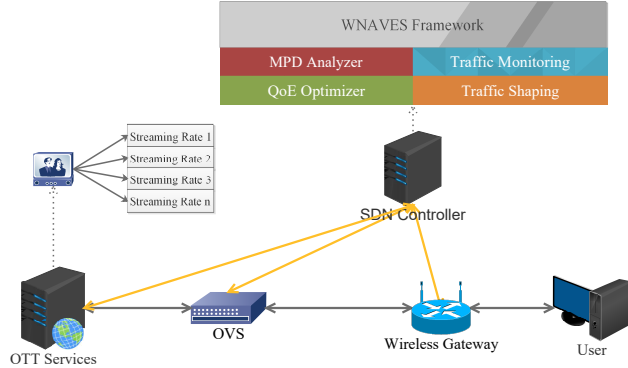 WNAVES Framework
MPD Analyzer
Traffic Monitoring
QoE Optimizer
Traffic Shaping
Streaming Rate 1
Streaming Rate 2
Streaming Rate 3
Streaming Rate n
SDN Controller
OVS
OTT Services
Wireless Gateway
User